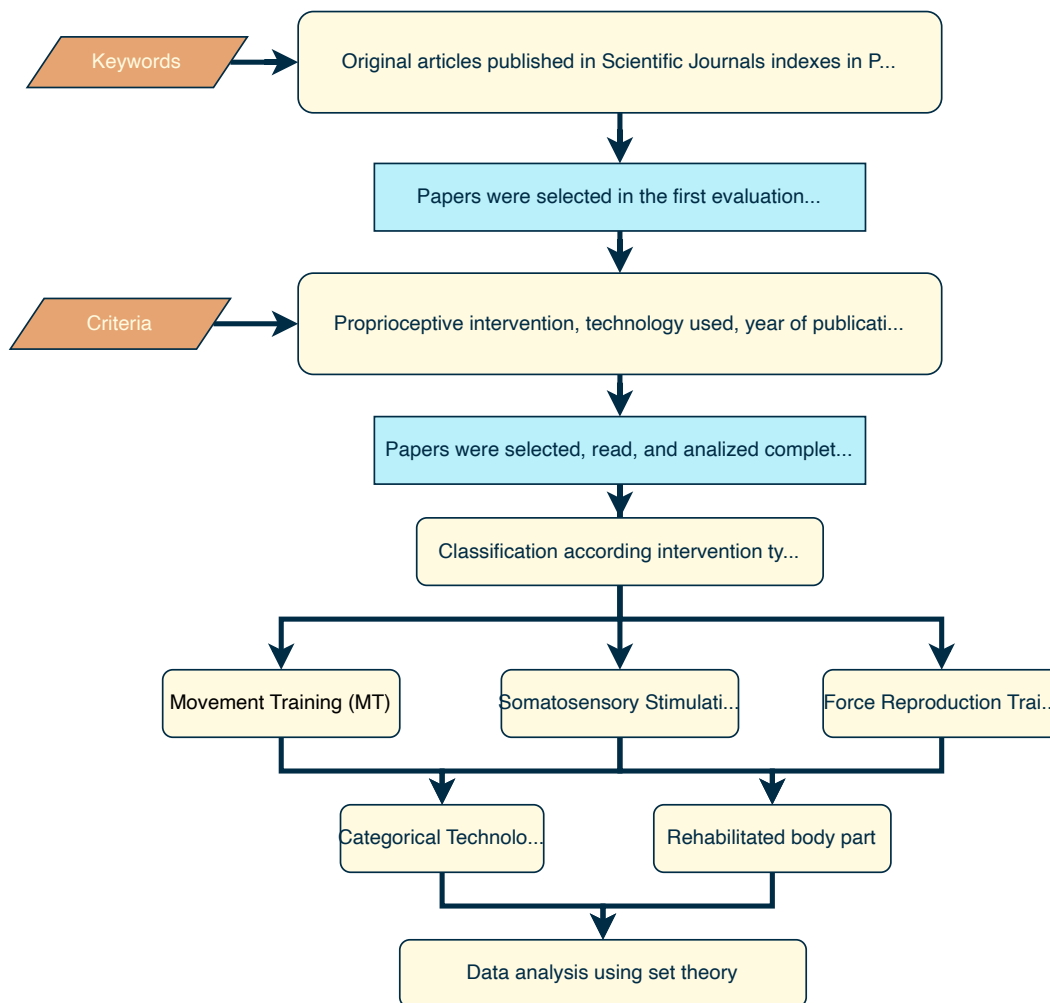 Keywords
Original articles published in Scientific Journals indexes in P...
Papers were selected in the first evaluation...
Criteria
Proprioceptive intervention, technology used, year of publicati...
Papers were selected, read, and analized complet...
Classification according intervention ty...
Movement Training (MT)
Somatosensory Stimulati...
Force Reproduction Trai...
Categorical Technolo...
Rehabilitated body part
Data analysis using set theory